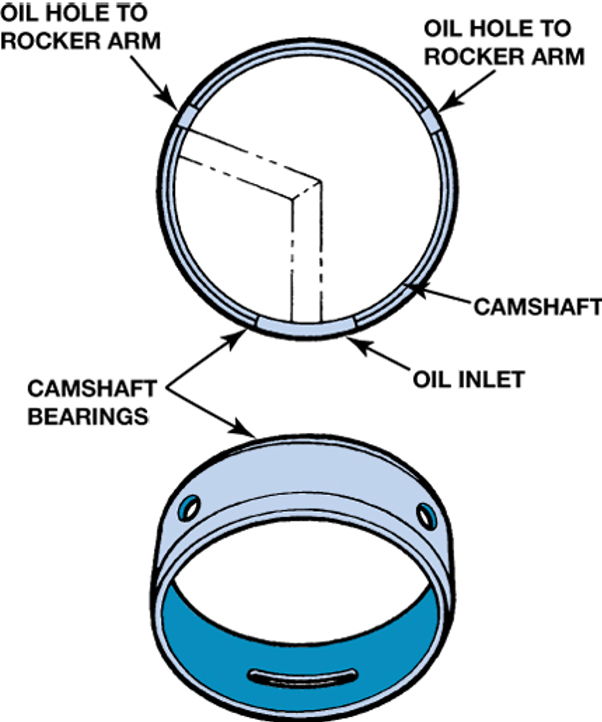 OIL HOLE TO
ROCKER ARM
OIL HOLE TO
ROCKER ARM
CAMSHAFT
OIL INLET
CAMSHAFT
BEARINGS